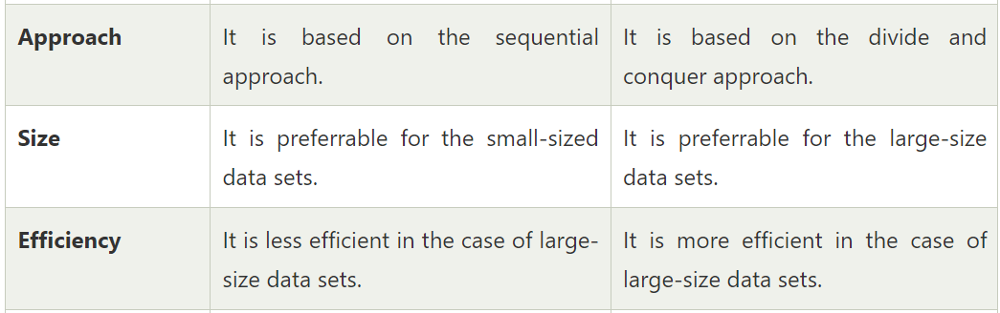 Approach
It is based on the sequential
approach.
It is based on the divide and
conquer approach.
Size
It is preferrable for the small-sized
data sets.
It is preferrable for the large-size
data sets.
Efficiency
It is less efficient in the case of large-
size data sets.
It is more efficient in the case of
large-size data sets.